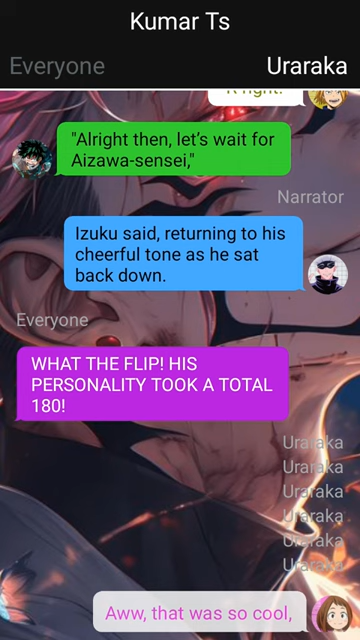 Kumar Ts
Everyone
Uraraka
"Alright then, let's wait for
Aizawa-sensei,"
Narrator
Izuku said, returning to his
cheerful tone as he sat
back down.
Everyone
WHAT THE FLIP! HIS
PERSONALITY TOOK A TOTAL
180!
Uraraka
Uraraka
Uraraka
Uraraka
Uraraka
Uraraka
Aww, that was so cool,